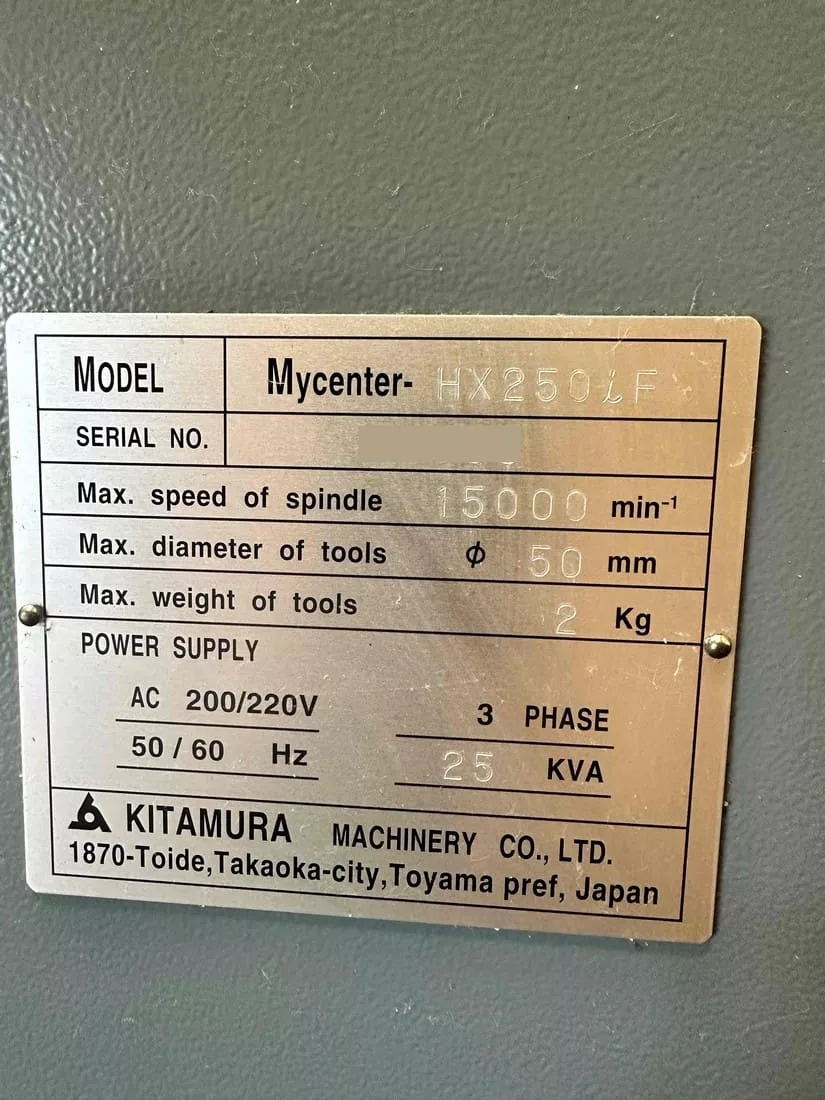 MODEL Mycenter- HX250iF
SERIAL NO.
Max. speed of spindle 15000 min-1
Max. diameter of tools φ 50 mm
Max. weight of tools 2 Kg
POWER SUPPLY
AC 200/220V 3 PHASE
50 / 60 Hz 25 KVA
KITAMURA MACHINERY CO., LTD.
1870-Toide,Takaoka-city,Toyama pref, Japan